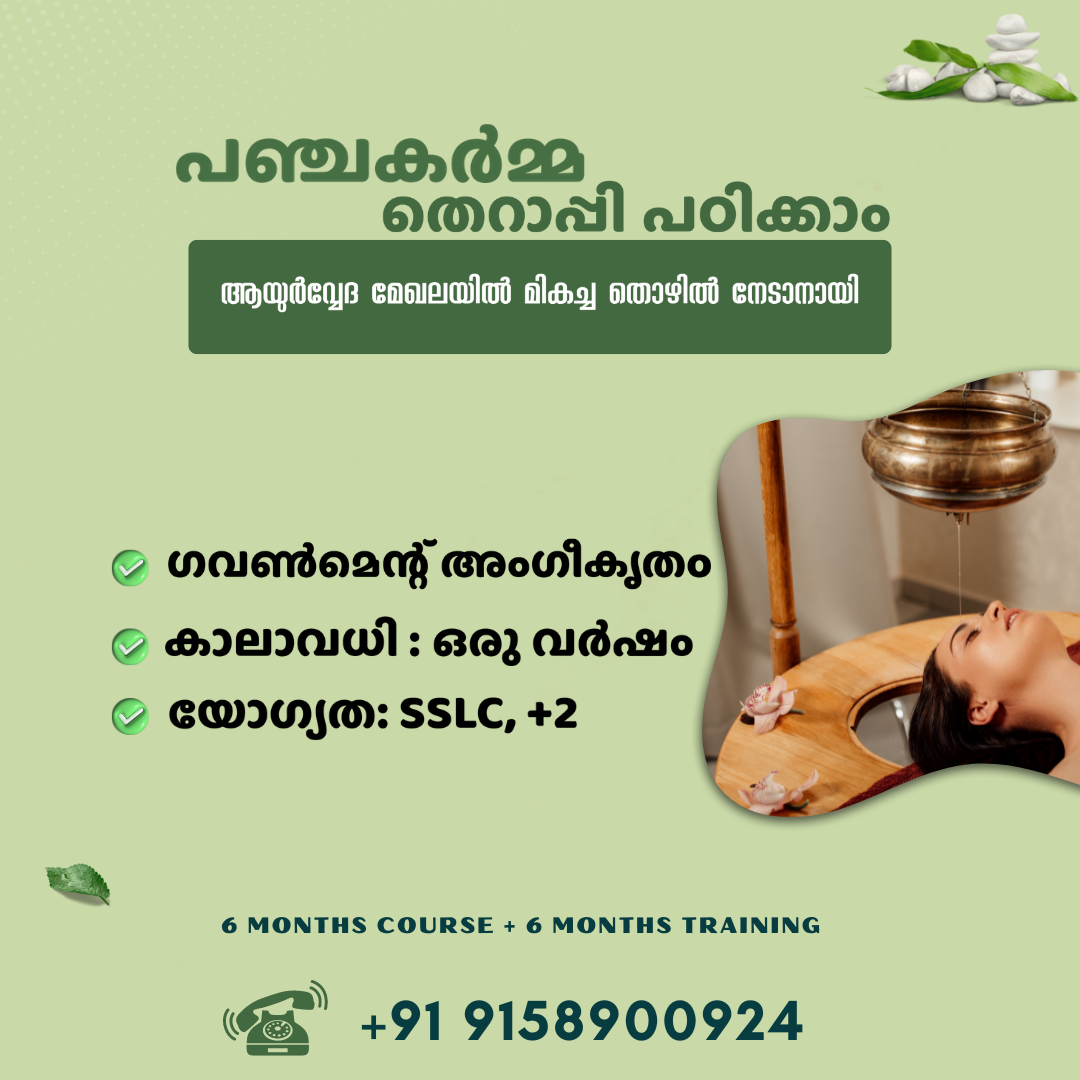 പഞ്ചകർമ്മ
തെറാപ്പി പഠിക്കാം
ആയുർവ്വേദ മേഖലയിൽ മികച്ച തൊഴിൽ നേടാനായി
ഗവൺമെന്റ് അംഗീകൃതം
കാലാവധി : ഒരു വർഷം
യോഗ്യത: SSLC, +2
6 MONTHS COURSE + 6 MONTHS TRAINING
+91 9158900924